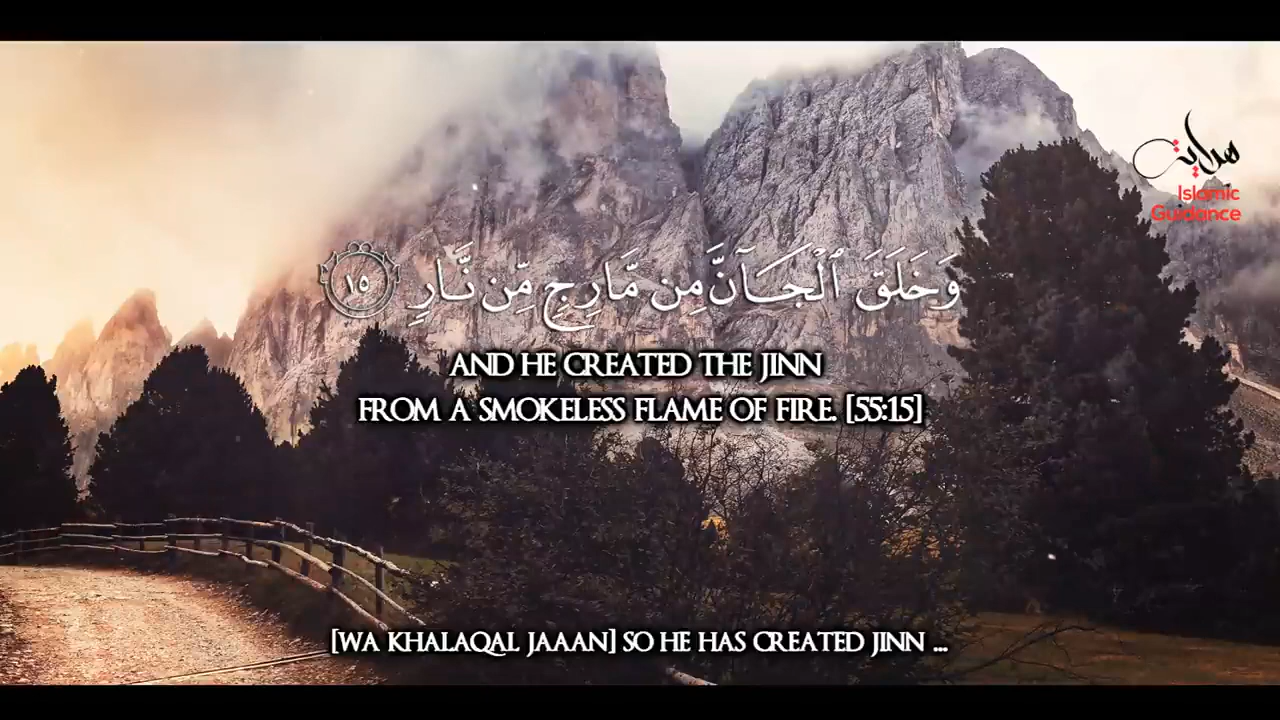 هداية
Islamic
Guidance
وَخَلَقَ ٱلْجَآنَّ مِن مَّارِجٍ مِّن نَّارٍ ١٥
AND HE CREATED THE JINN
FROM A SMOKELESS FLAME OF FIRE. [55:15]
[WA KHALAQAL JAAAN] SO HE HAS CREATED JINN ...